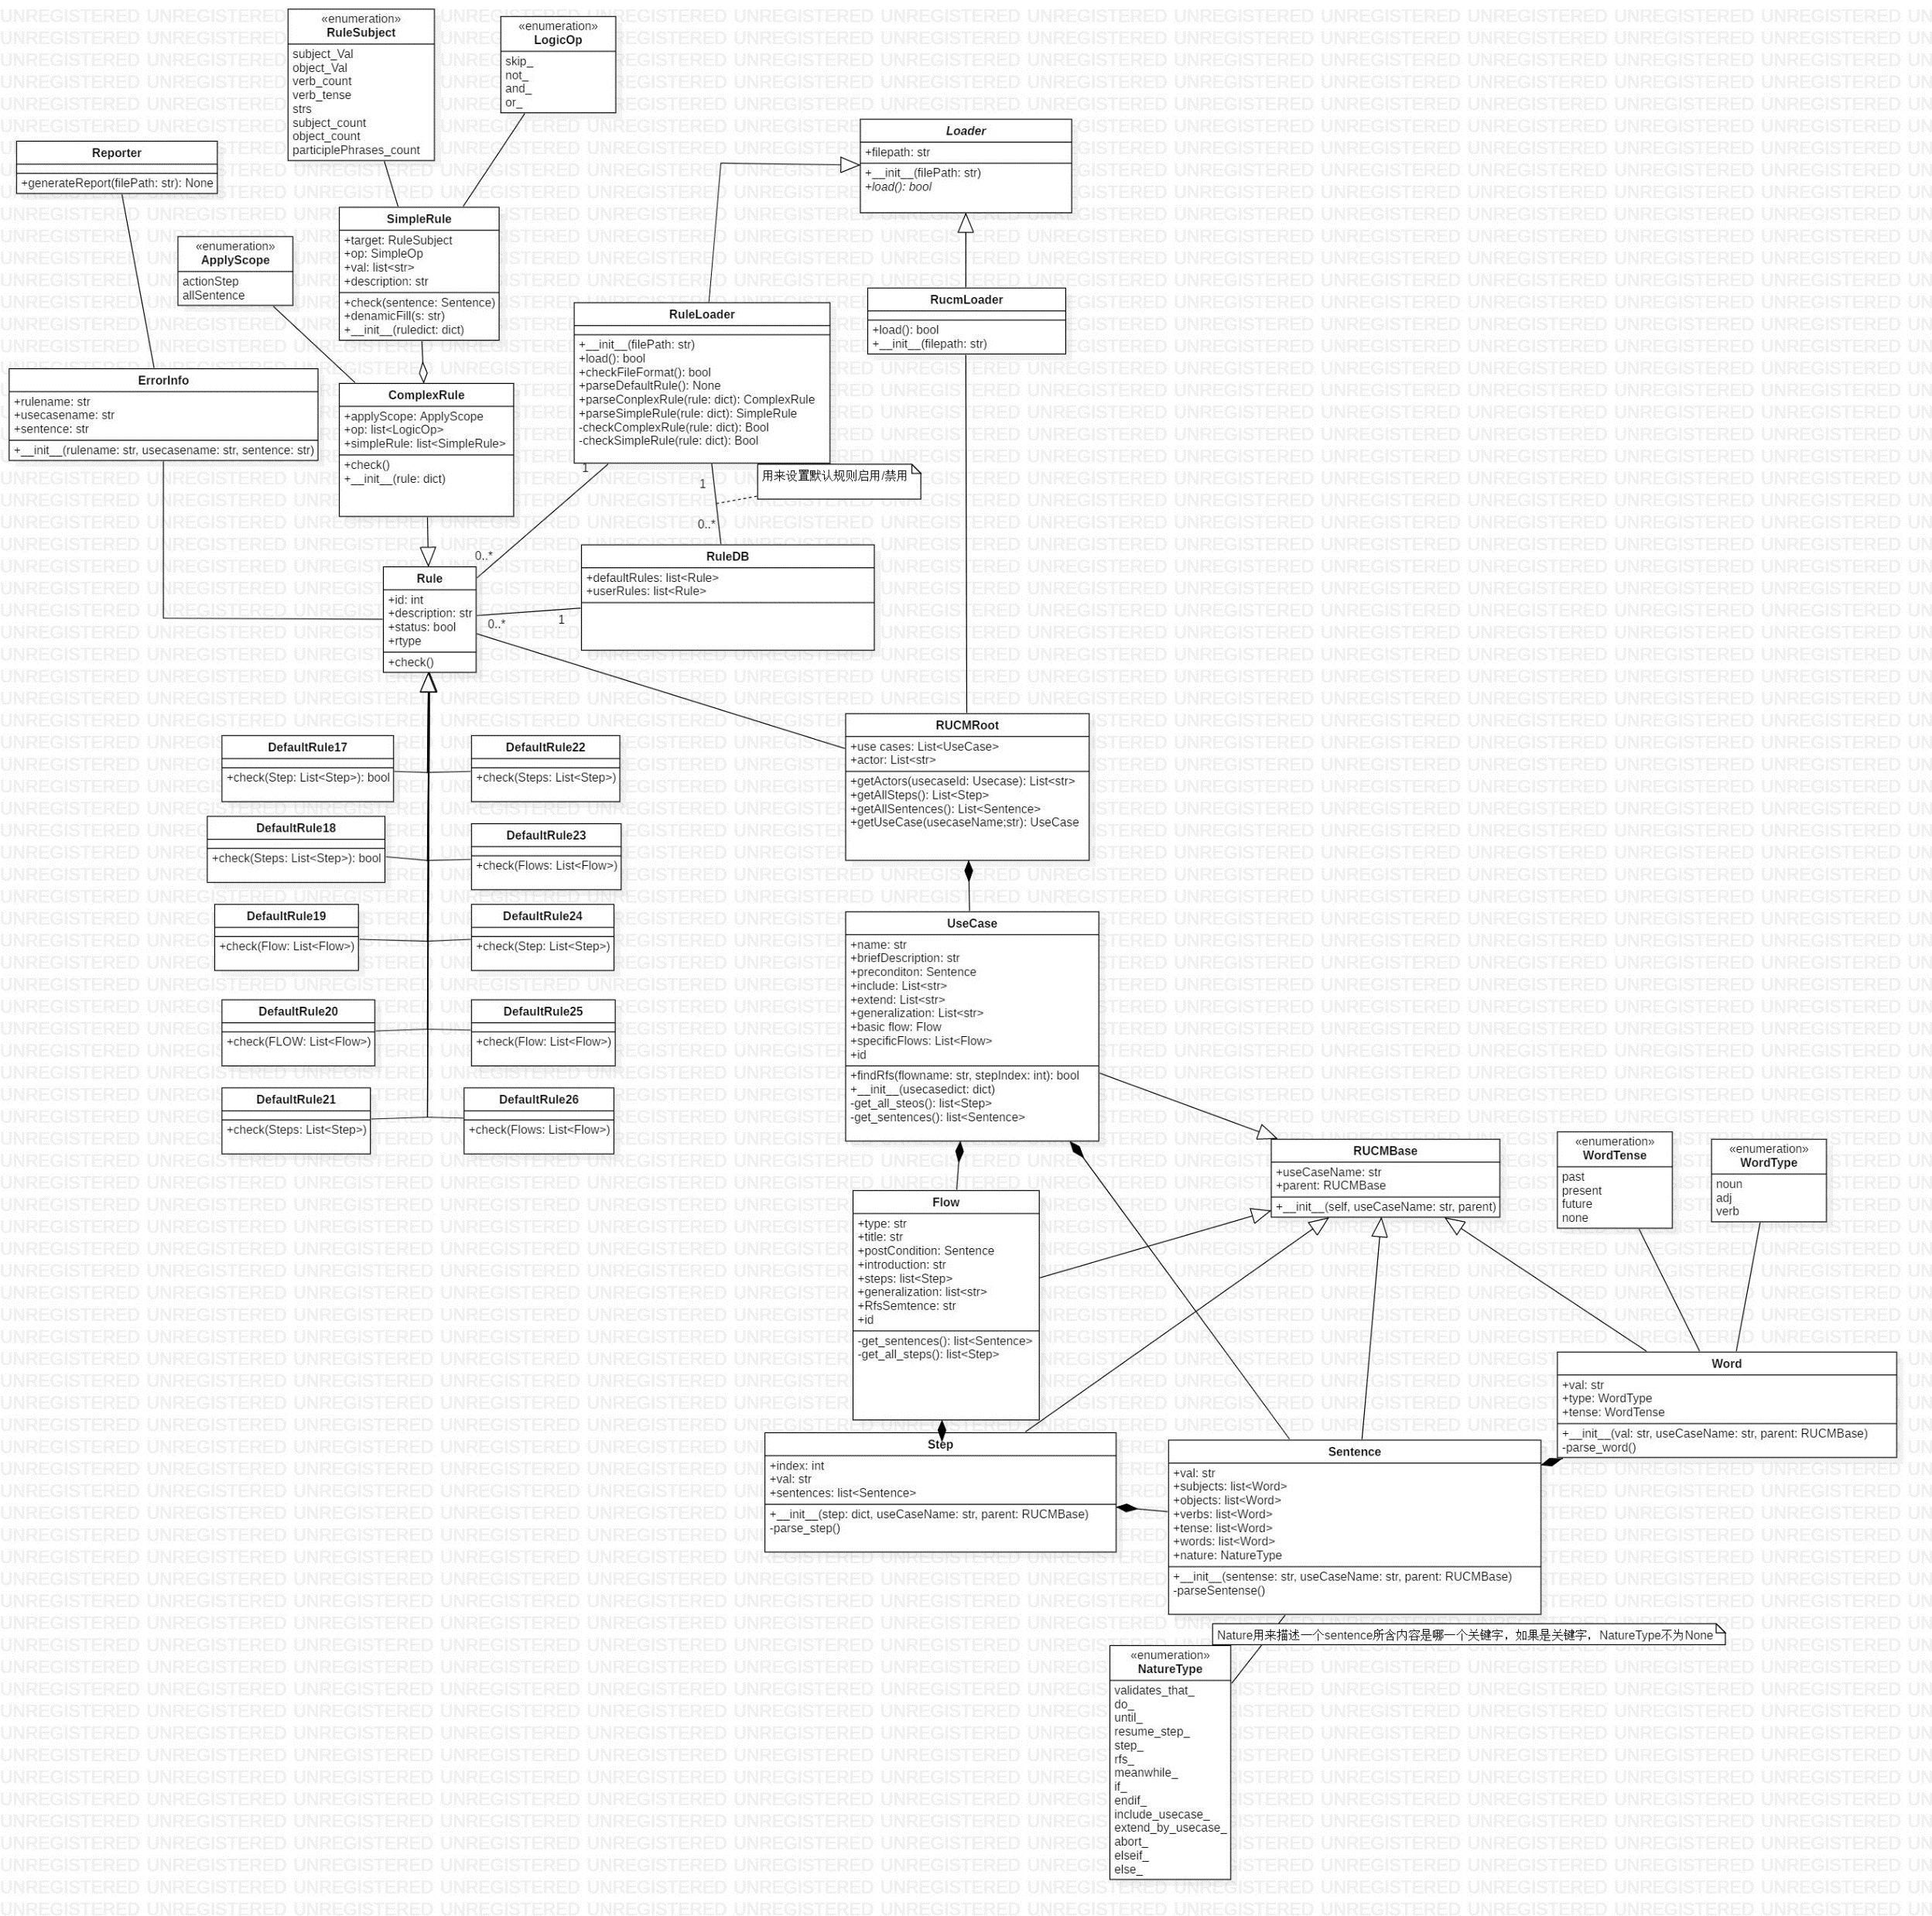 «enumeration»
RuleSubject
subject_Val
object_Val
verb_count
verb_tense
strs
subject_count
object_count
participlePhrases_count
«enumeration»
LogicOp
skip_
not_
and_
or_
Reporter
+generateReport(filePath: str): None
«enumeration»
ApplyScope
actionStep
allSentence
SimpleRule
+target: RuleSubject
+op: SimpleOp
+val: list<str>
+description: str
+check(sentence: Sentence)
+denamicFill(s: str)
+__init__(ruledict: dict)
Loader
+filepath: str
+__init__(filePath: str)
+load(): bool
RuleLoader
+__init__(filePath: str)
+load(): bool
+checkFileFormat(): bool
+parseDefaultRule(): None
+parseConplexRule(rule: dict): ComplexRule
+parseSimpleRule(rule: dict): SimpleRule
-checkComplexRule(rule: dict): Bool
-checkSimpleRule(rule: dict): Bool
RucmLoader
+load(): bool
+__init__(filepath: str)
ErrorInfo
+rulename: str
+usecasename: str
+sentence: str
+__init__(rulename: str, usecasename: str, sentence: str)
ComplexRule
+applyScope: ApplyScope
+op: list<LogicOp>
+simpleRule: list<SimpleRule>
+check()
+__init__(rule: dict)
1
用来设置默认规则启用/禁用
1
0..*
0..*
Rule
+id: int
+description: str
+status: bool
+rtype
+check()
RuleDB
+defaultRules: list<Rule>
+userRules: list<Rule>
0..*
1
DefaultRule17
+check(Step: List<Step>): bool
DefaultRule22
+check(Steps: List<Step>)
DefaultRule18
+check(Steps: List<Step>): bool
DefaultRule23
+check(Flows: List<Flow>)
DefaultRule19
+check(Flow: List<Flow>)
DefaultRule24
+check(Step: List<Step>)
DefaultRule20
+check(FLOW: List<Flow>)
DefaultRule25
+check(Flow: List<Flow>)
DefaultRule21
+check(Steps: List<Step>)
DefaultRule26
+check(Flows: List<Flow>)
RUCMRoot
+use cases: List<UseCase>
+actor: List<str>
+getActors(usecaseId: Usecase): List<str>
+getAllSteps(): List<Step>
+getAllSentences(): List<Sentence>
+getUseCase(usecaseName;str): UseCase
UseCase
+name: str
+briefDescription: str
+preconditon: Sentence
+include: List<str>
+extend: List<str>
+generalization: List<str>
+basic flow: Flow
+specificFlows: List<Flow>
+id
+findRfs(flowname: str, stepIndex: int): bool
+__init__(usecasedict: dict)
-get_all_steos(): list<Step>
-get_sentences(): list<Sentence>
RUCMBase
+useCaseName: str
+parent: RUCMBase
+__init__(self, useCaseName: str, parent)
«enumeration»
WordTense
past
present
future
none
«enumeration»
WordType
noun
adj
verb
Flow
+type: str
+title: str
+postCondition: Sentence
+introduction: str
+steps: list<Step>
+generalization: list<str>
+RfsSemtence: str
+id
-get_sentences(): list<Sentence>
-get_all_steps(): list<Step>
Word
+val: str
+type: WordType
+tense: WordTense
+__init__(val: str, useCaseName: str, parent: RUCMBase)
-parse_word()
Step
+index: int
+val: str
+sentences: list<Sentence>
+__init__(step: dict, useCaseName: str, parent: RUCMBase)
-parse_step()
Sentence
+val: str
+subjects: list<Word>
+objects: list<Word>
+verbs: list<Word>
+tense: list<Word>
+words: list<Word>
+nature: NatureType
+__init__(sentense: str, useCaseName: str, parent: RUCMBase)
-parseSentense()
Nature用来描述一个sentence所含内容是哪一个关键字，如果是关键字，NatureType不为None
«enumeration»
NatureType
validates_that_
do_
until_
resume_step_
step_
rfs_
meanwhile_
if_
endif_
include_usecase_
extend_by_usecase_
abort_
elseif_
else_